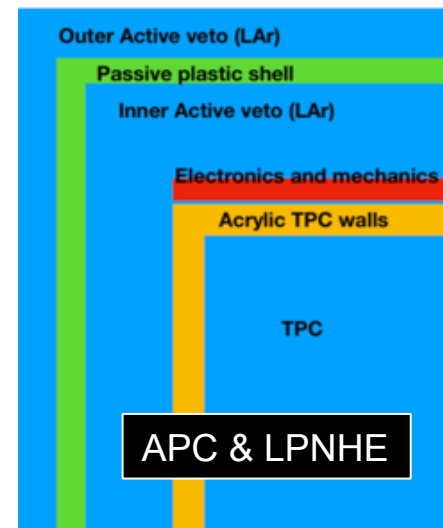 Outer Active veto (LAr)
Passive plastic shell
Inner Active veto (LAr)
Electronics and mechanics
Acrylic TPC walls
TPC
APC & LPNHE